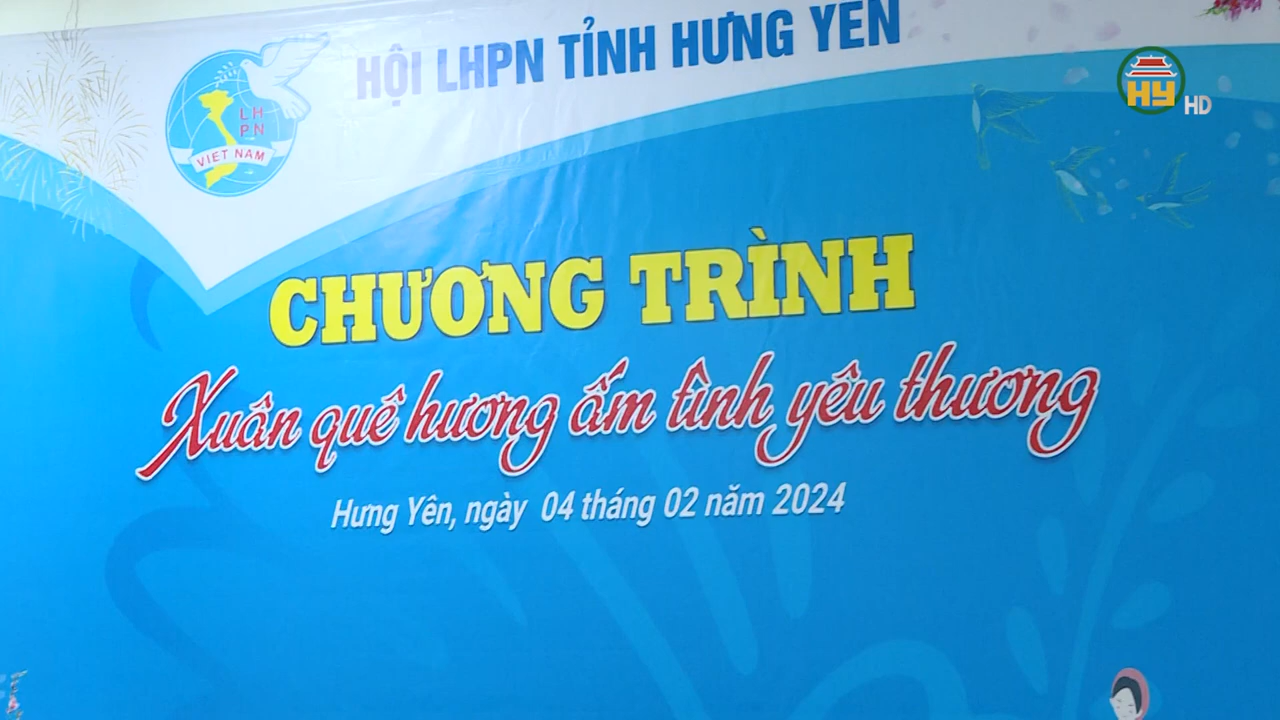 HỘI LHPN TỈNH HƯNG YÊN
LH
PN
VIET NAM
HY HD
CHƯƠNG TRÌNH
Xuân quê hương ấm tình yêu thương
Hưng Yên, ngày 04 tháng 02 năm 2024